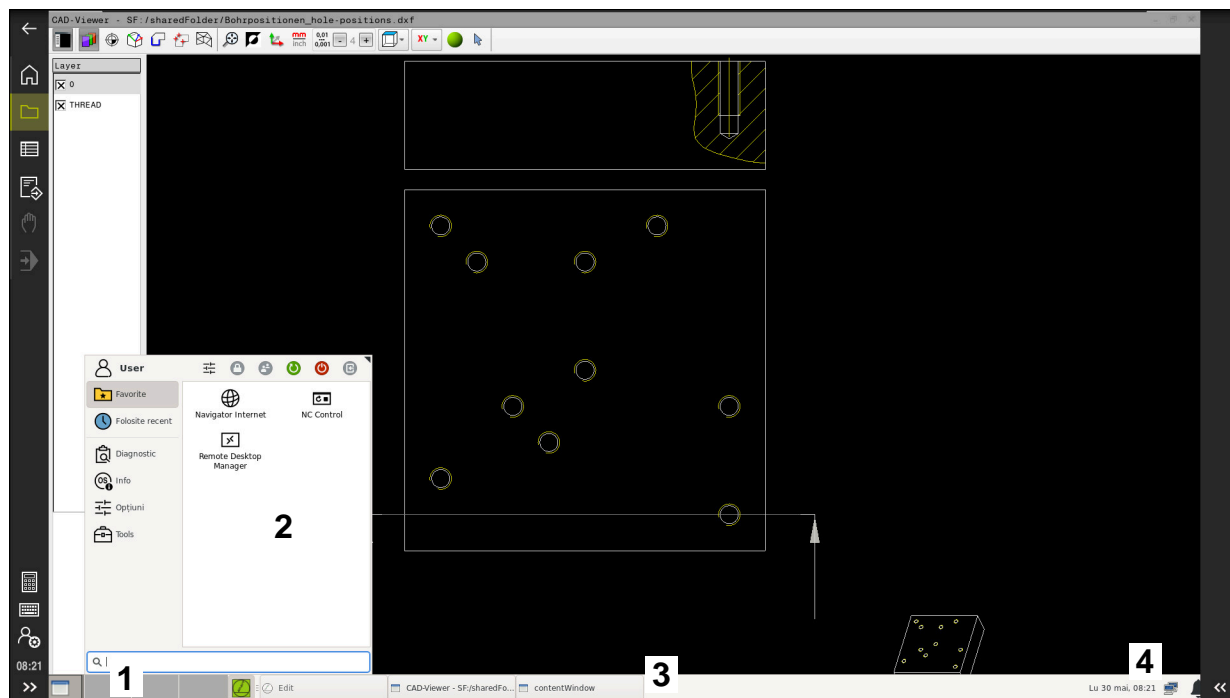 CAD-Viewer - SF:/sharedFolder/Bohrpositionen_hole-positions.dxf
mm
inch
0,01
0,001
4
XY
Layer
0
THREAD
User
Favorite
Folosite recent
Diagnostic
OS
Info
Opțiuni
Tools
Navigator Internet
NC Control
Remote Desktop
Manager
2
08:21
1
Edit
CAD-Viewer - SF:/sharedFo...
contentWindow
3
4
Lu 30 mai, 08:21